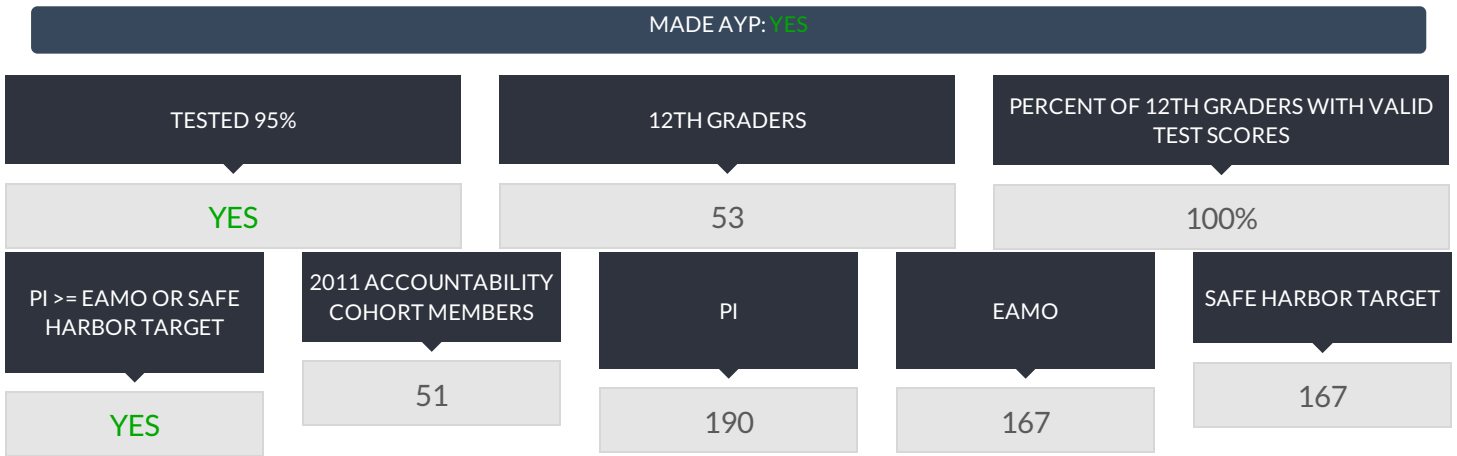 MADE AYP: YES
TESTED 95%
YES
12TH GRADERS
53
PERCENT OF 12TH GRADERS WITH VALID
TEST SCORES
100%
PI >= EAMO OR SAFE
HARBOR TARGET
YES
2011 ACCOUNTABILITY
COHORT MEMBERS
51
PI
190
EAMO
167
SAFE HARBOR TARGET
167